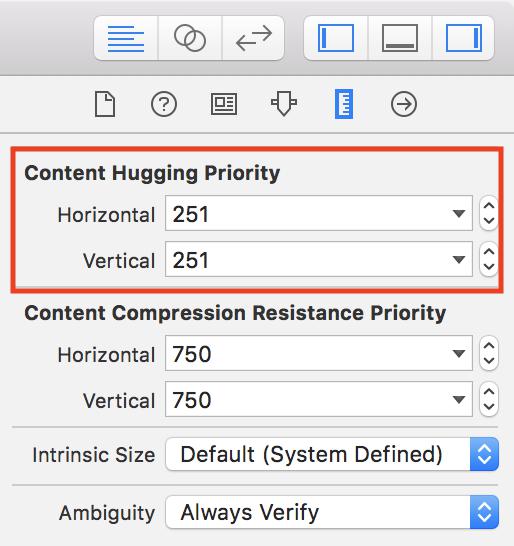 Content Hugging Priority
Horizontal 251
Vertical 251
Content Compression Resistance Priority
Horizontal 750
Vertical 750
Intrinsic Size Default (System Defined)
Ambiguity Always Verify